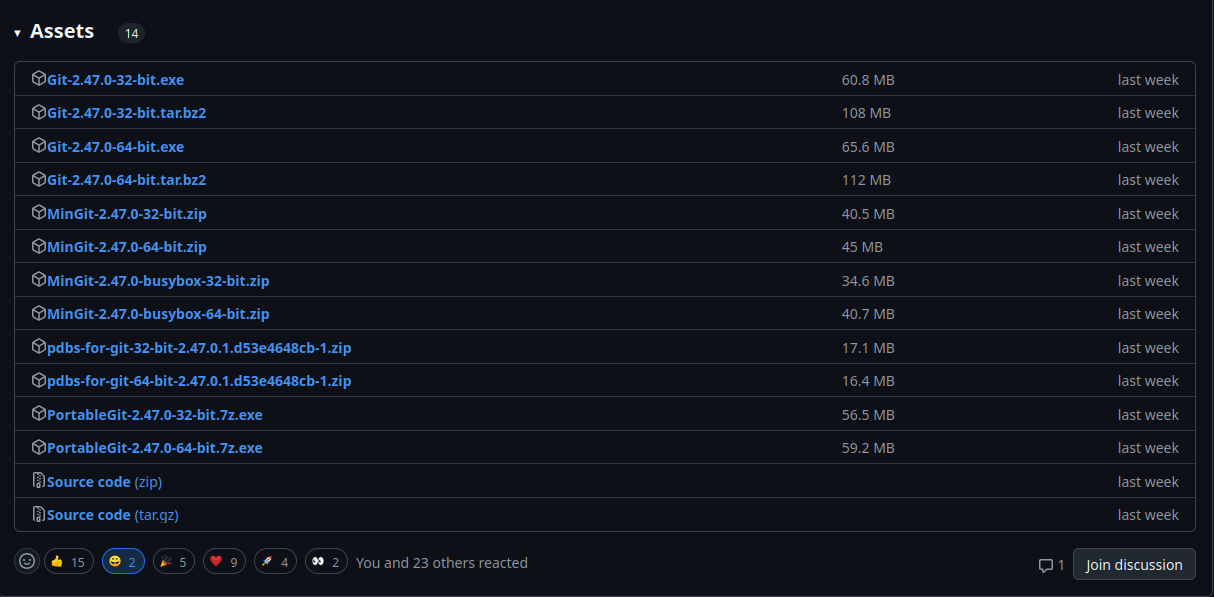 Assets 14
Git-2.47.0-32-bit.exe 60.8 MB last week
Git-2.47.0-32-bit.tar.bz2 108 MB last week
Git-2.47.0-64-bit.exe 65.6 MB last week
Git-2.47.0-64-bit.tar.bz2 112 MB last week
MinGit-2.47.0-32-bit.zip 40.5 MB last week
MinGit-2.47.0-64-bit.zip 45 MB last week
MinGit-2.47.0-busybox-32-bit.zip 34.6 MB last week
MinGit-2.47.0-busybox-64-bit.zip 40.7 MB last week
pdbs-for-git-32-bit-2.47.0.1.d53e4648cb-1.zip 17.1 MB last week
pdbs-for-git-64-bit-2.47.0.1.d53e4648cb-1.zip 16.4 MB last week
PortableGit-2.47.0-32-bit.7z.exe 56.5 MB last week
PortableGit-2.47.0-64-bit.7z.exe 59.2 MB last week
Source code (zip) last week
Source code (tar.gz) last week
15 2 5 9 4 2 You and 23 others reacted 1 Join discussion